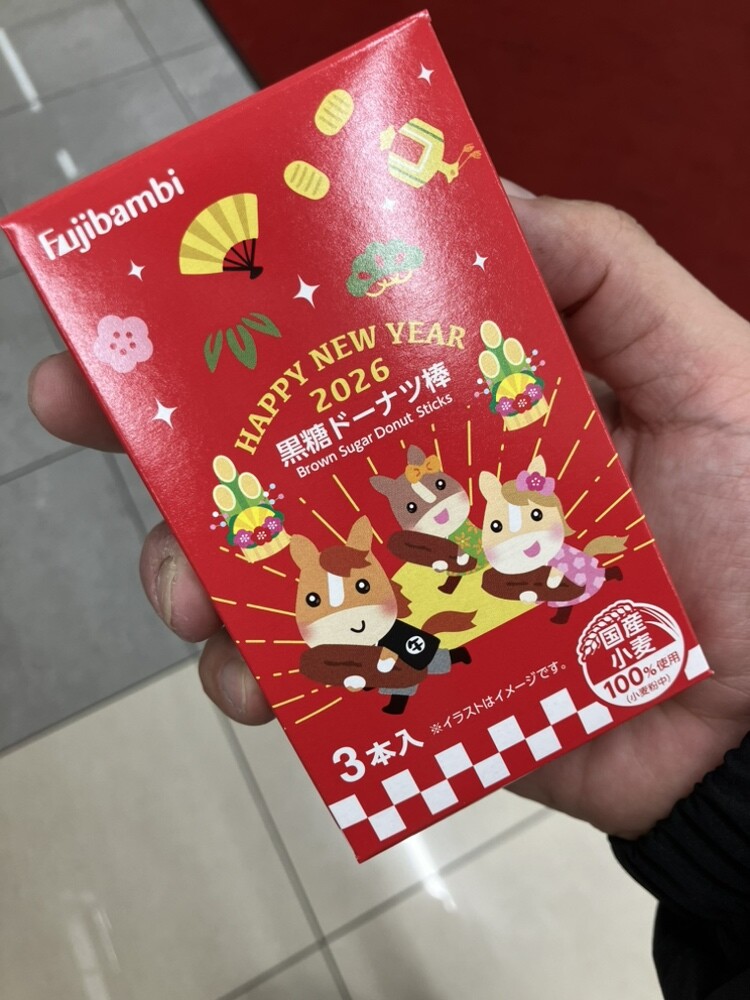 Fujibambi
HAPPY NEW YEAR
2026
黒糖ドーナツ棒
Brown Sugar Donut Sticks
午
国産
小麦
100%使用
(小麦粉中)
※イラストはイメージです。
3本入